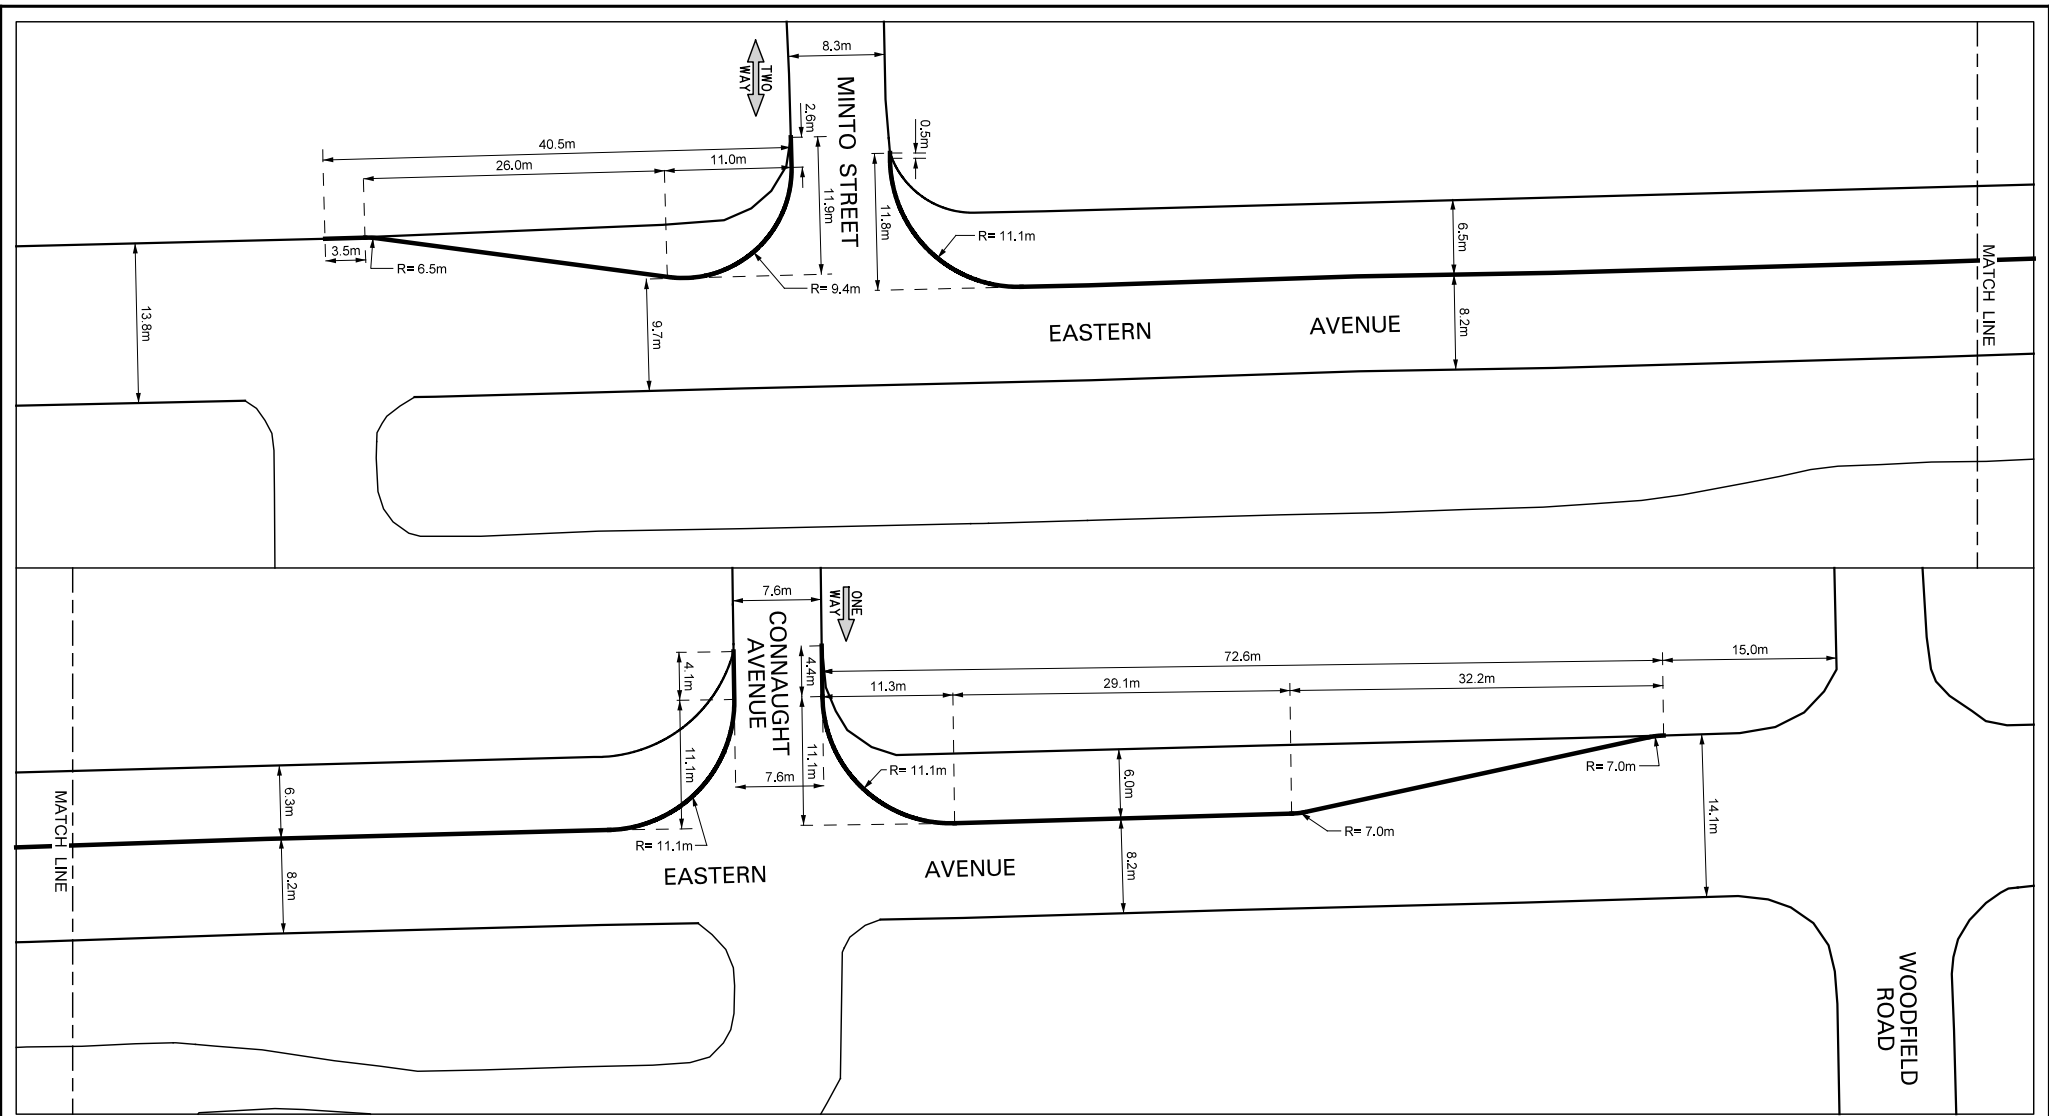 8.3m
TWO
WAY
MINTO STREET
2.6m
0.5m
40.5m
26.0m
11.0m
11.9m
11.8m
R= 11.1m
6.5m
3.5m
R= 6.5m
R= 9.4m
13.8m
9.7m
EASTERN AVENUE
8.2m
MATCH LINE
7.6m
ONE
WAY
CONNAUGHT
AVENUE
4.1m
4.4m
72.6m
15.0m
11.3m
29.1m
32.2m
11.1m
11.1m
7.6m
R= 11.1m
R= 7.0m
6.3m
6.0m
14.1m
MATCH LINE
R= 11.1m
R= 7.0m
EASTERN AVENUE
8.2m
8.2m
WOODFIELD
ROAD